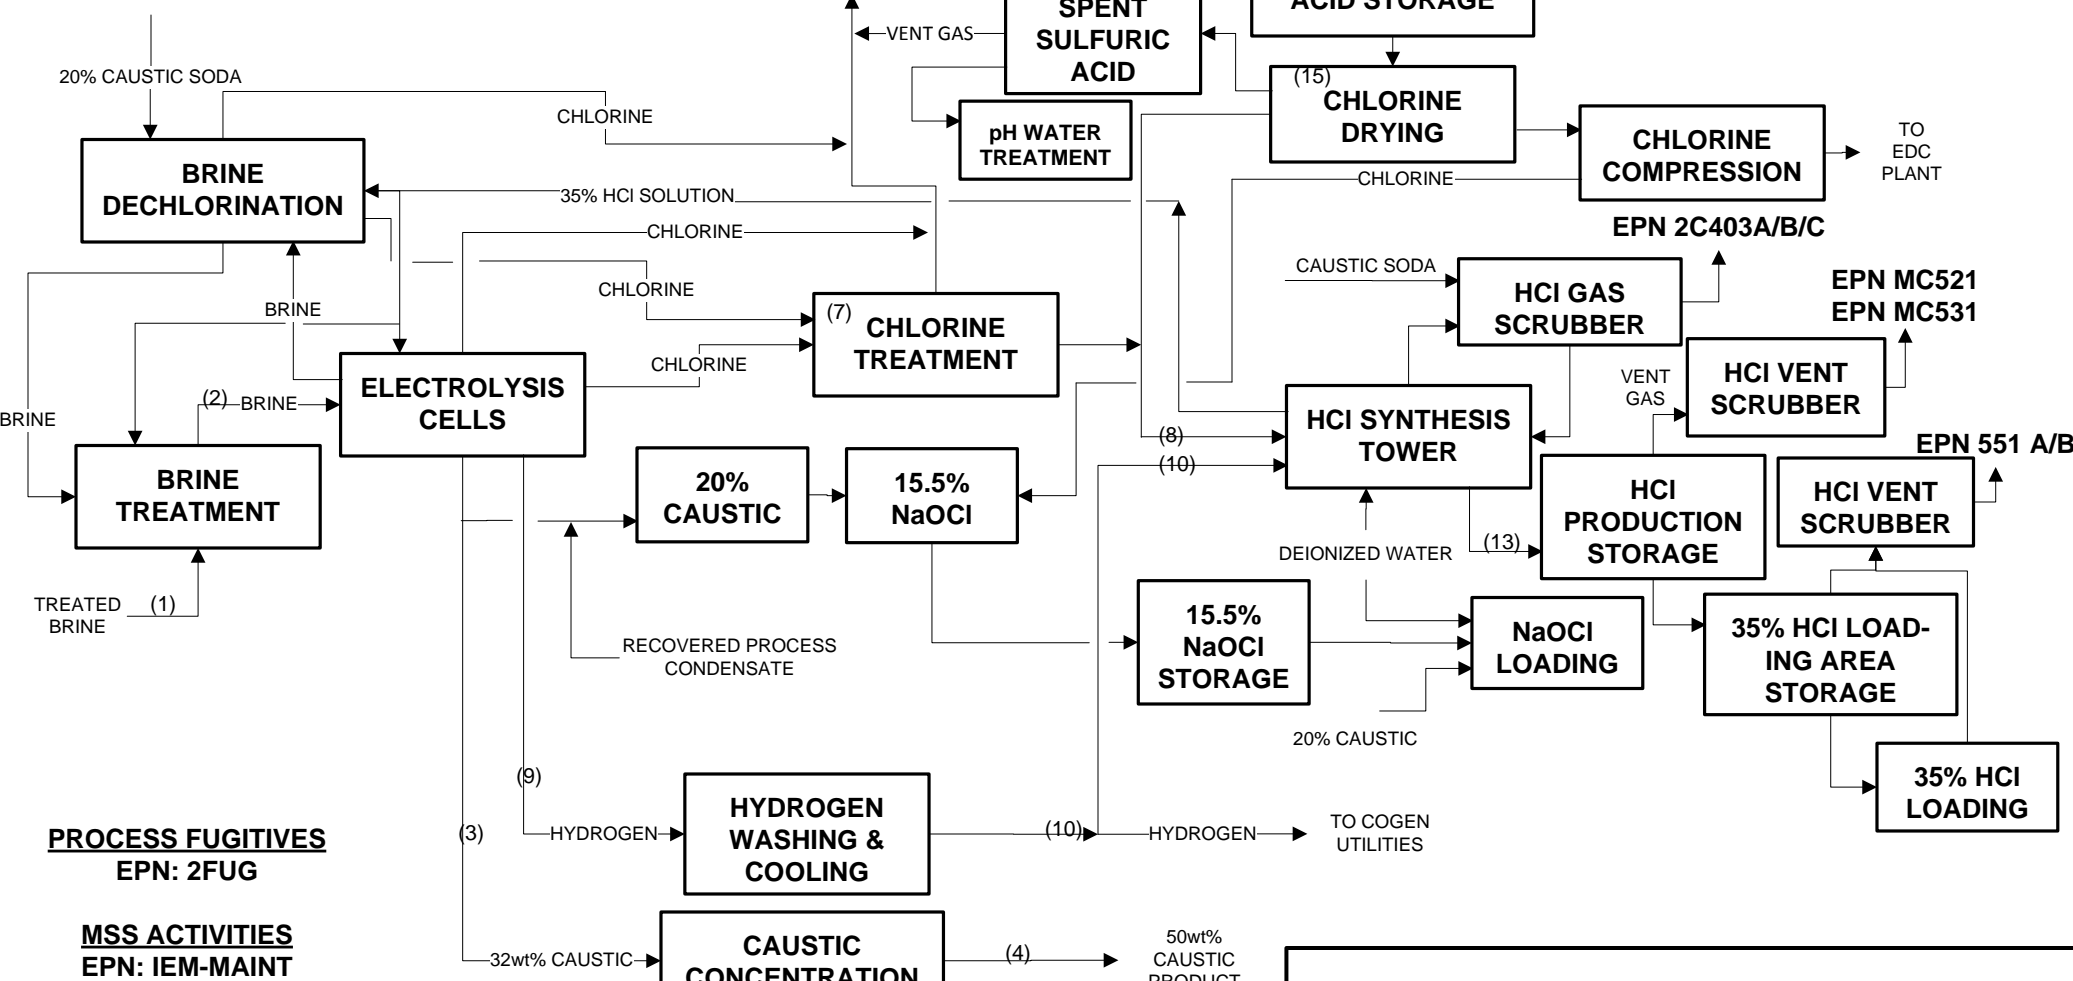 SPENT
SULFURIC
ACID
ACID STORAGE
VENT GAS
20% CAUSTIC SODA
CHLORINE
(15)
CHLORINE
DRYING
pH WATER
TREATMENT
CHLORINE
COMPRESSION
TO
EDC
PLANT
BRINE
DECHLORINATION
35% HCl SOLUTION
CHLORINE
CHLORINE
EPN 2C403A/B/C
CAUSTIC SODA
HCl GAS
SCRUBBER
EPN MC521
EPN MC531
CHLORINE
BRINE
(7)
CHLORINE
TREATMENT
CHLORINE
ELECTROLYSIS
CELLS
(2)
BRINE
BRINE
VENT
GAS
HCl VENT
SCRUBBER
HCl SYNTHESIS
TOWER
(8)
(10)
EPN 551 A/B
BRINE
TREATMENT
20%
CAUSTIC
15.5%
NaOCl
HCl
PRODUCTION
STORAGE
HCl VENT
SCRUBBER
(13)
DEIONIZED WATER
TREATED
BRINE
(1)
RECOVERED PROCESS
CONDENSATE
15.5%
NaOCl
STORAGE
NaOCl
LOADING
35% HCl LOAD-
ING AREA
STORAGE
20% CAUSTIC
35% HCl
LOADING
(9)
(3)
HYDROGEN
HYDROGEN
WASHING &
COOLING
(10)
HYDROGEN
TO COGEN
UTILITIES
PROCESS FUGITIVES
EPN: 2FUG
MSS ACTIVITIES
EPN: IEM-MAINT
32wt% CAUSTIC
CAUSTIC
CONCENTRATION
(4)
50wt%
CAUSTIC
PRODUCT